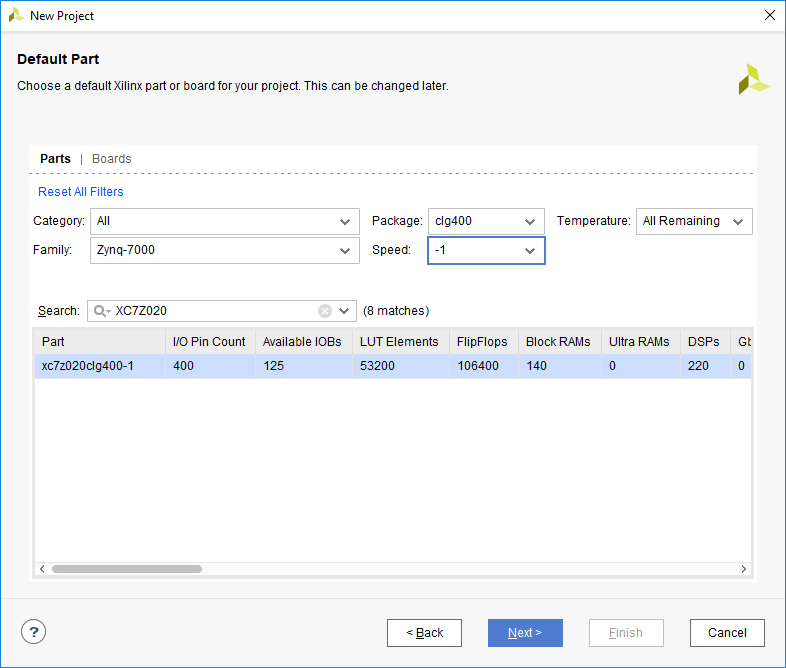 New Project
Default Part
Choose a default Xilinx part or board for your project. This can be changed later.
Parts | Boards
Reset All Filters
Category: All Package: clg400 Temperature: All Remaining
Family: Zynq-7000 Speed: -1
Search: XC7Z020 (8 matches)
Part I/O Pin Count Available IOBs LUT Elements FlipFlops Block RAMs Ultra RAMs DSPs
xc7z020clg400-1 400 125 53200 106400 140 0 220 0
? < Back Next > Finish Cancel